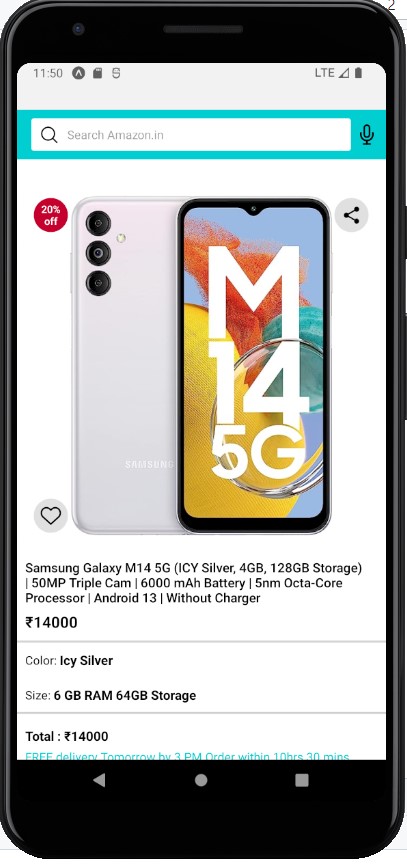 2
11:50
LTE
Search Amazon.in
20%
off
M
14
5G
SAMSUNG
Samsung Galaxy M14 5G (ICY Silver, 4GB, 128GB Storage)
| 50MP Triple Cam | 6000 mAh Battery | 5nm Octa-Core
Processor | Android 13 | Without Charger
₹14000
Color: Icy Silver
Size: 6 GB RAM 64GB Storage
Total : ₹14000
FREE delivery Tomorrow by 3 PM Order within 10hrs 30 mins